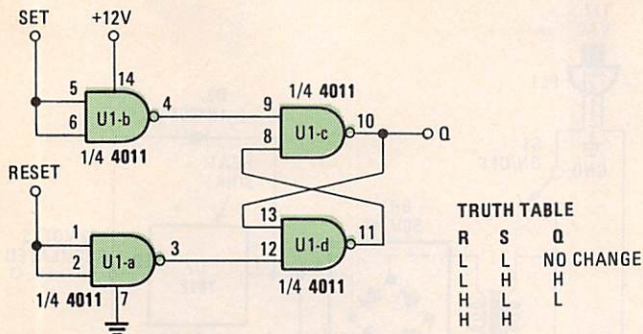 SET
+12V
14
5
6
U1-b
4
1/4 4011
1/4 4011
9
8
U1-c
10
Q
RESET
1
2
U1-a
3
7
1/4 4011
13
12
U1-d
11
1/4 4011
TRUTH TABLE
R S Q
L L NO CHANGE
L H H
H L L
H H